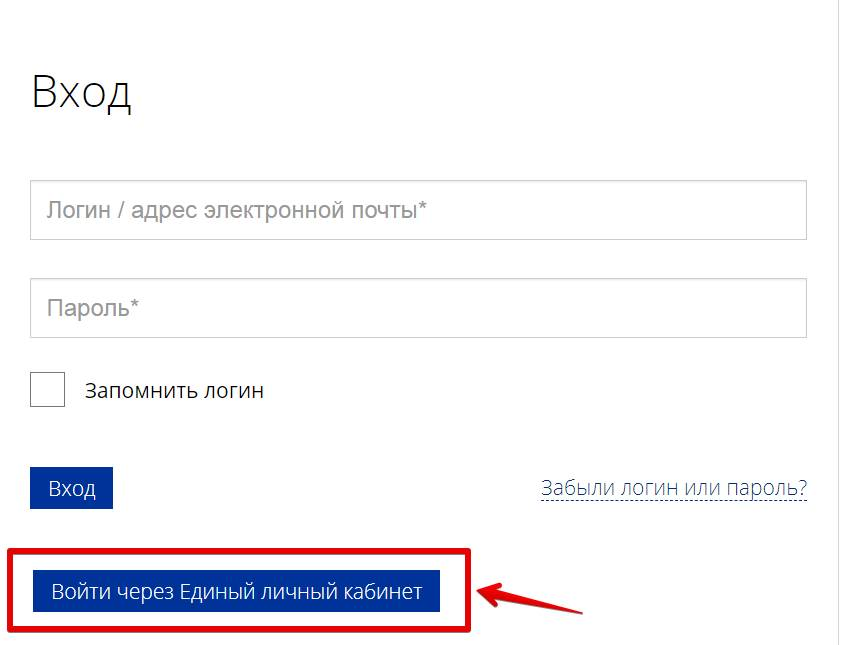 Вход
Логин / адрес электронной почты*
Пароль*
Запомнить логин
Вход
Забыли логин или пароль?
Войти через Единый личный кабинет